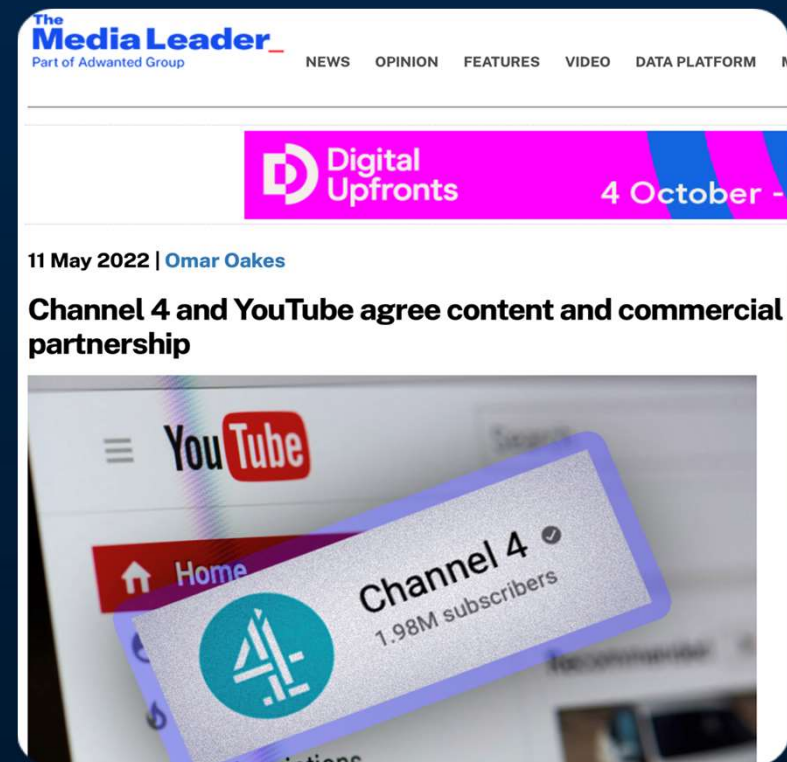 The
Media Leader_
Part of Adwanted Group
NEWS OPINION FEATURES VIDEO DATA PLATFORM
Digital
Upfronts
4 October -
11 May 2022 | Omar Oakes
Channel 4 and YouTube agree content and commercial
partnership
YouTube
Search
Home
Channel 4
1.98M subscribers
Recommended